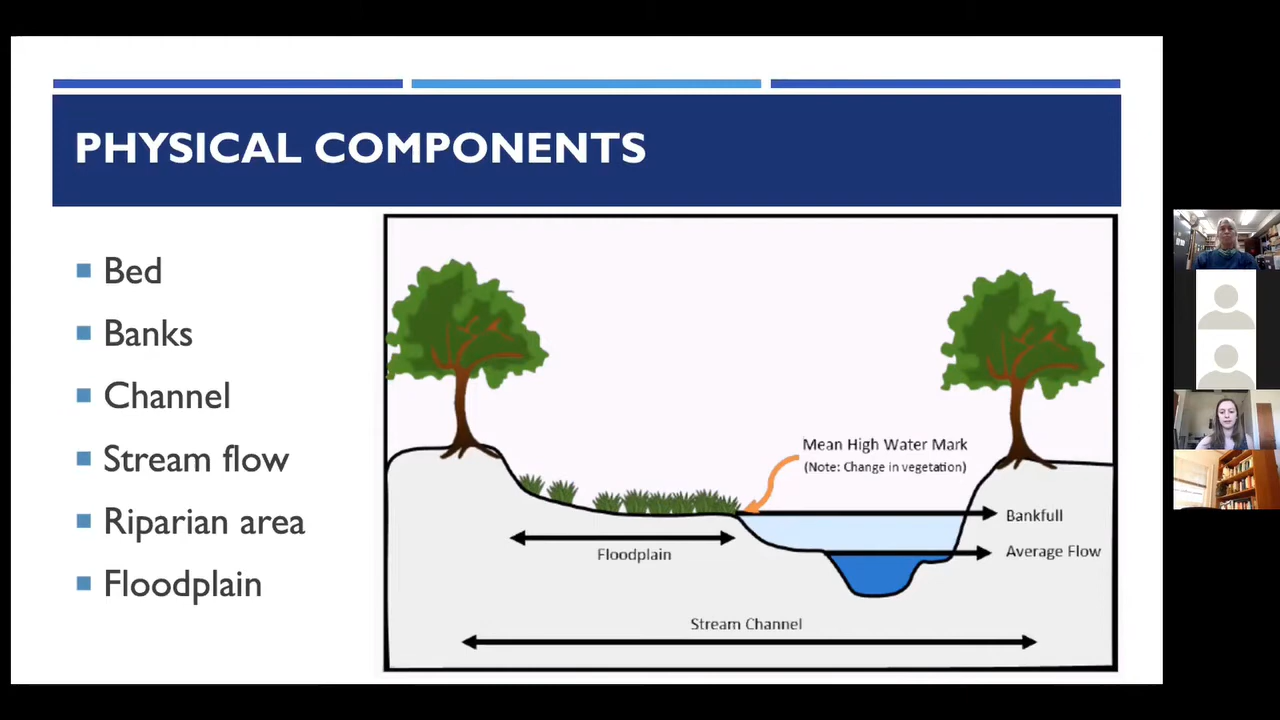 PHYSICAL COMPONENTS
Bed
Banks
Channel
Stream flow
Riparian area
Floodplain
Mean High Water Mark
(Note: Change in vegetation)
Bankfull
Average Flow
Floodplain
Stream Channel